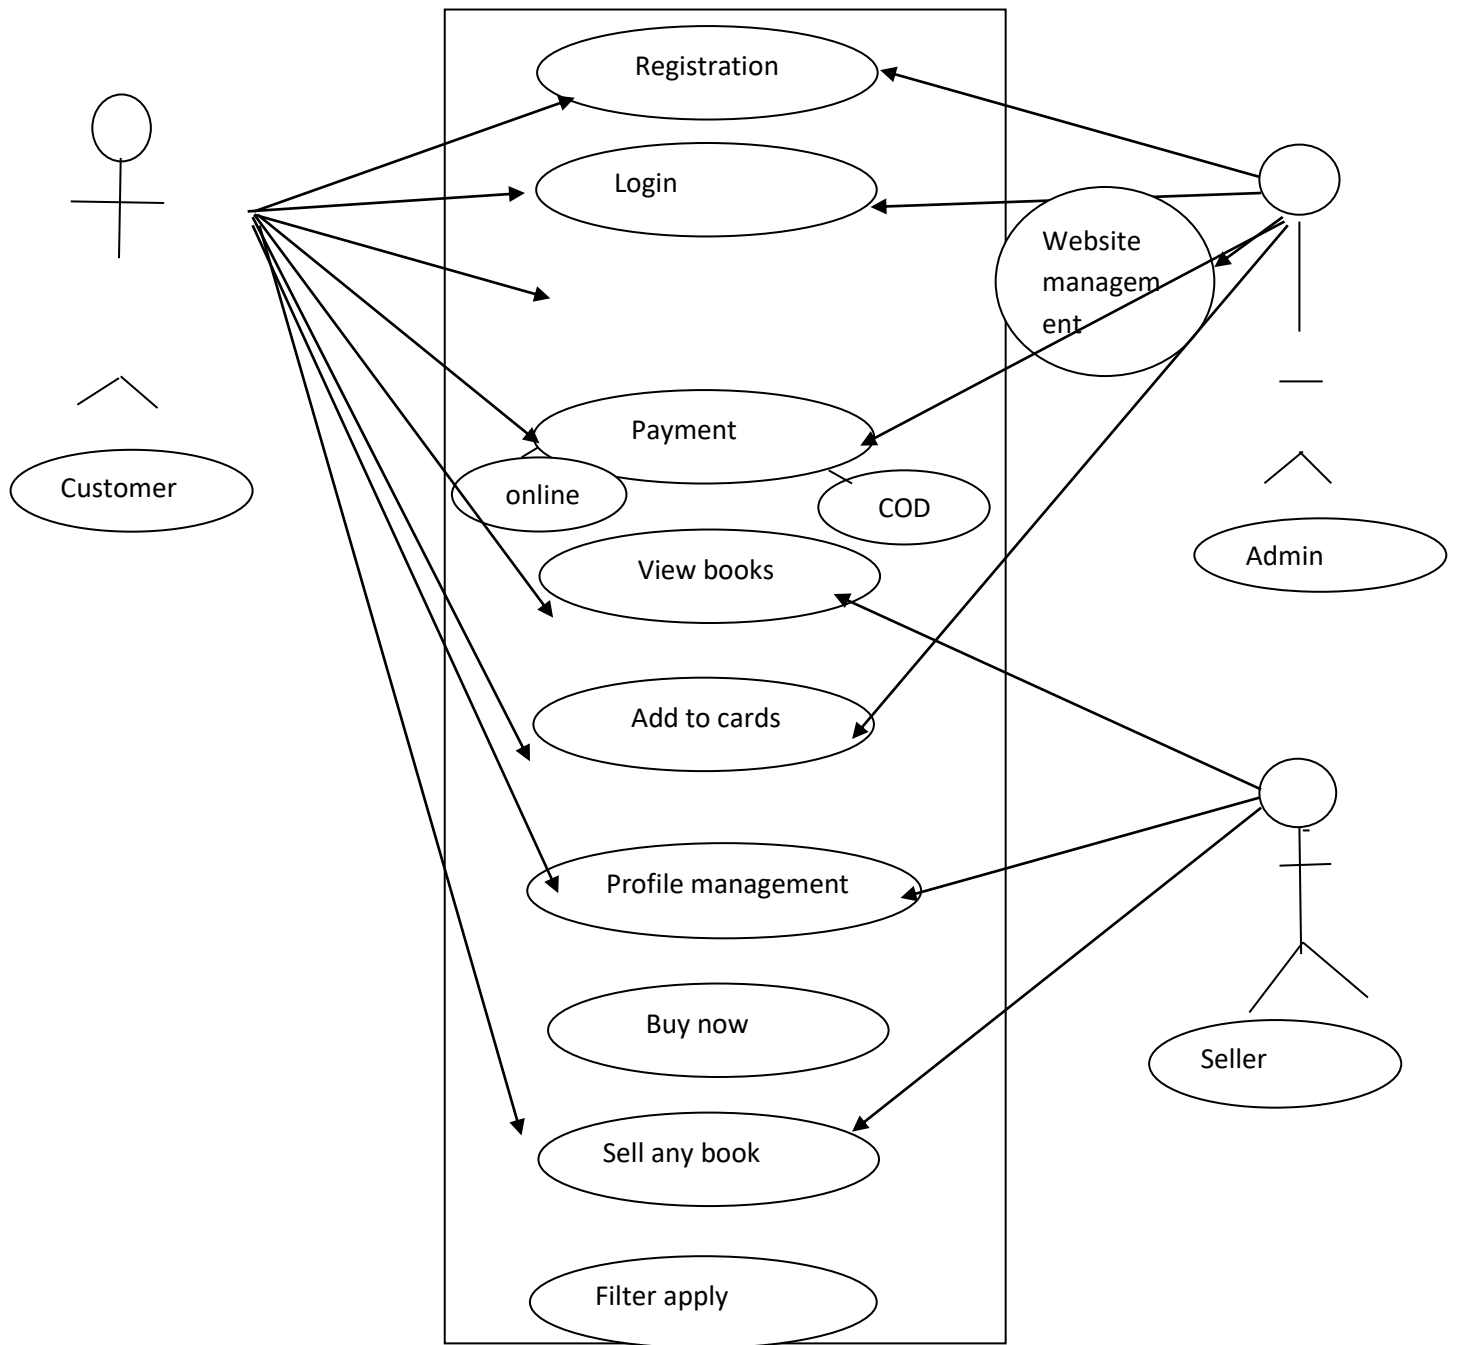 Registration
Login
Website
managem
ent
Payment
Customer
online
COD
View books
Admin
Add to cards
Profile management
Buy now
Seller
Sell any book
Filter apply